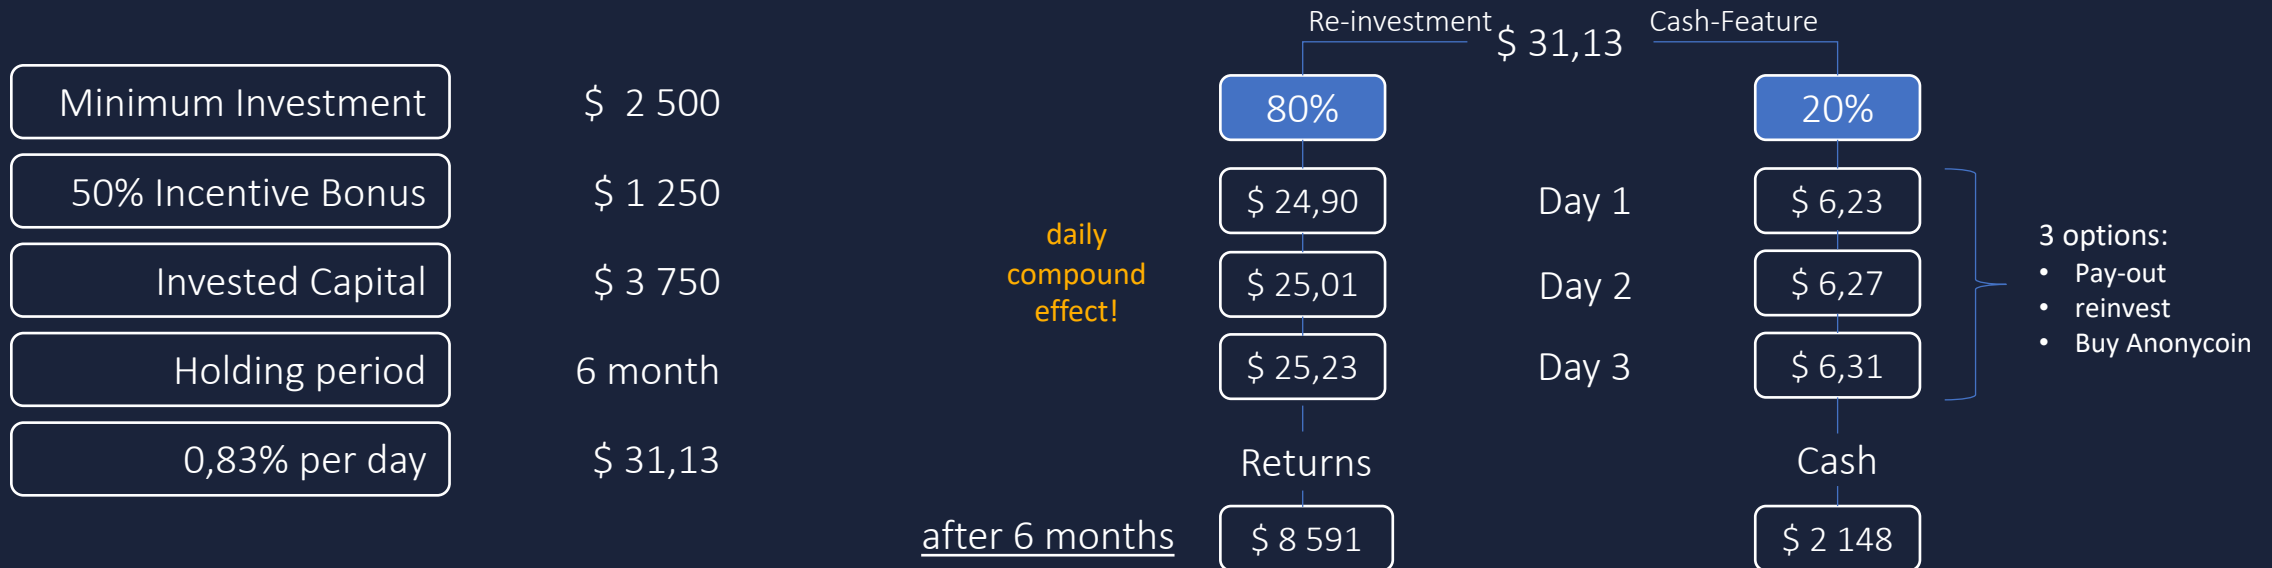 Minimum Investment
$ 2 500
50% Incentive Bonus
$ 1 250
Invested Capital
$ 3 750
Holding period
6 month
0,83% per day
$ 31,13
Re-investment
$ 31,13
Cash-Feature
80%
20%
daily
compound
effect!
$ 24,90
Day 1
$ 6,23
$ 25,01
Day 2
$ 6,27
$ 25,23
Day 3
$ 6,31
3 options:
• Pay-out
• reinvest
• Buy Anonycoin
Returns
Cash
after 6 months
$ 8 591
$ 2 148